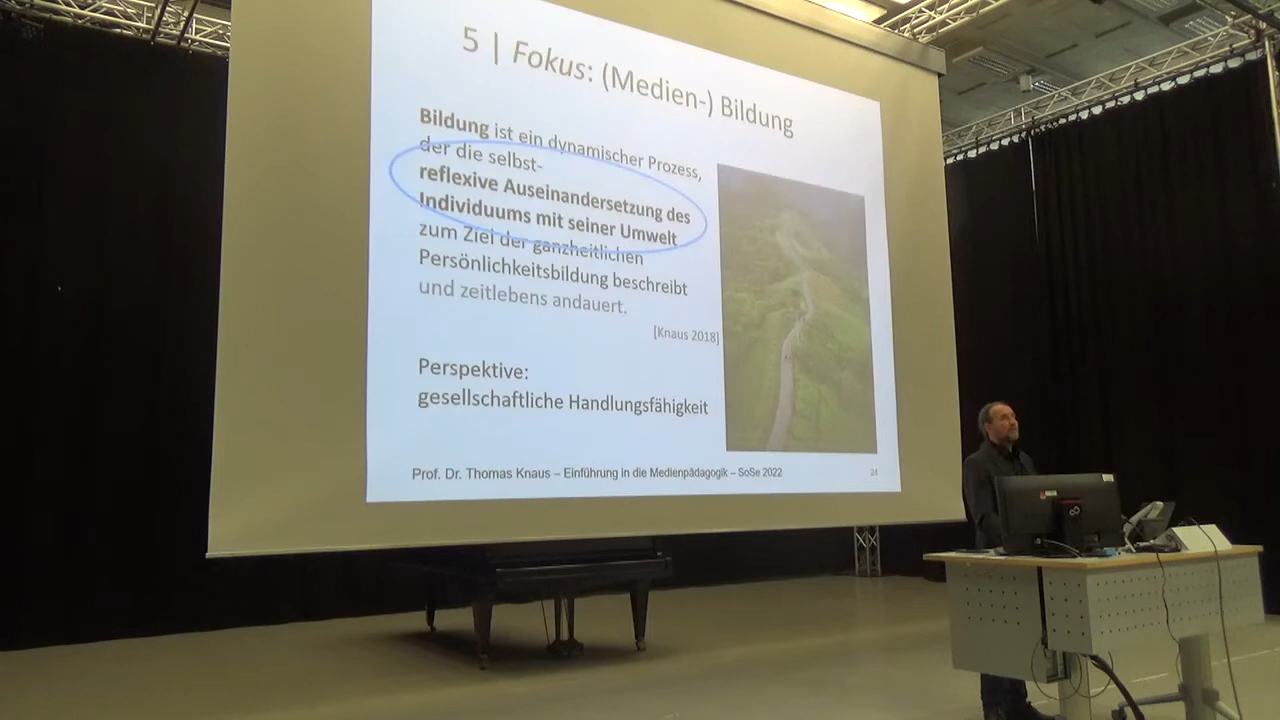 5 | Fokus: (Medien-) Bildung
Bildung ist ein dynamischer Prozess,
der die selbst-
reflexive Auseinandersetzung des
Individuums mit seiner Umwelt
zum Ziel der ganzheitlichen
Persönlichkeitsbildung beschreibt
und zeitlebens andauert.
[Knaus 2018]
Perspektive:
gesellschaftliche Handlungsfähigkeit
Prof. Dr. Thomas Knaus – Einführung in die Medienpädagogik – SoSe 2022
24